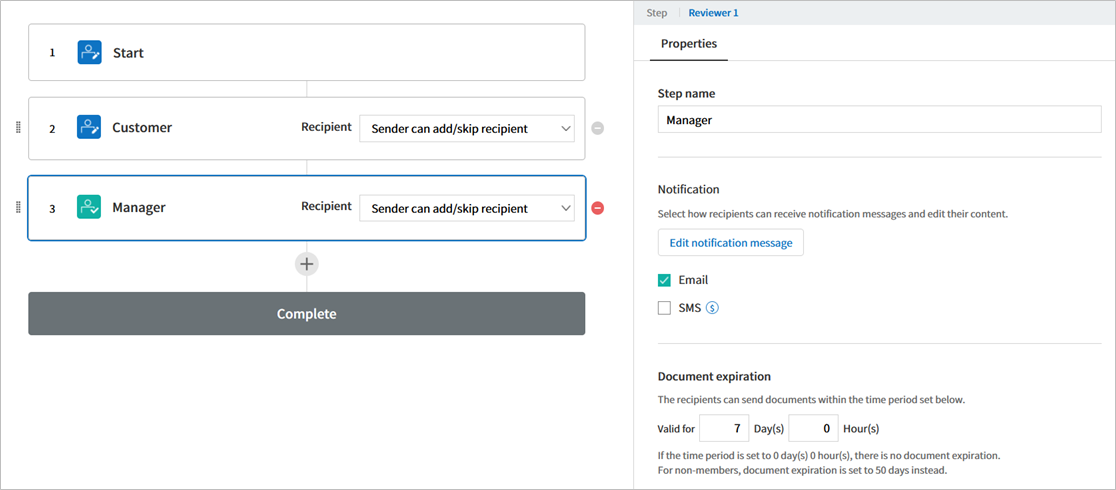 1 Start
2 Customer Recipient Sender can add/skip recipient
3 Manager Recipient Sender can add/skip recipient
Complete
Step Reviewer 1
Properties
Step name
Manager
Notification
Select how recipients can receive notification messages and edit their content.
Edit notification message
Email
SMS $
Document expiration
The recipients can send documents within the time period set below.
Valid for 7 Day(s) 0 Hour(s)
If the time period is set to 0 day(s) 0 hour(s), there is no document expiration.
For non-members, document expiration is set to 50 days instead.